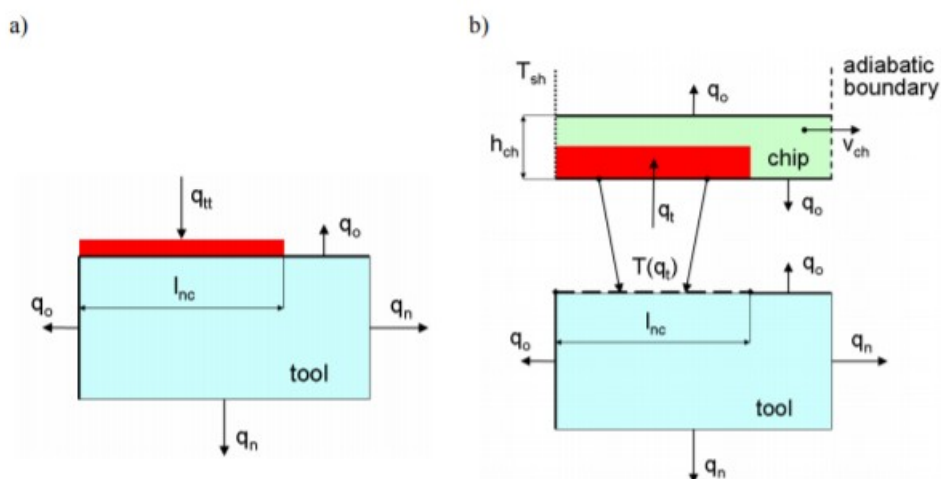 a)
q_tt
q_o
l_nc
q_o
q_n
tool
q_n
b)
T_sh
q_o
adiabatic
boundary
h_ch
chip
v_ch
q_t
q_o
T(q_t)
q_o
l_nc
q_o
q_n
tool
q_n